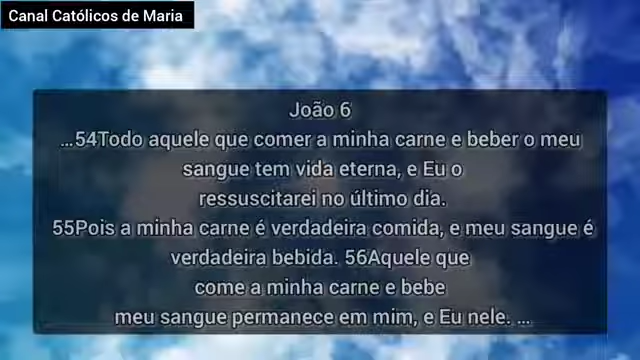 Canal Católicos de Maria
João 6
...54Todo aquele que comer a minha carne e beber o meu
sangue tem vida eterna, e Eu o
ressuscitarei no último dia.
55Pois a minha carne é verdadeira comida, e meu sangue é
verdadeira bebida. 56Aquele que
come a minha carne e bebe
meu sangue permanece em mim, e Eu nele. ...